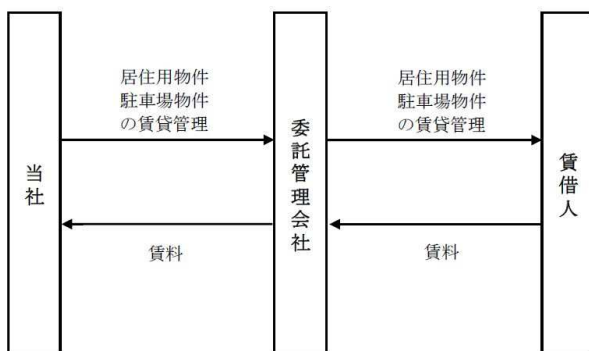 居住用物件
駐車場物件
の賃貸管理
居住用物件
駐車場物件
の賃貸管理
当社
委託管理会社
賃借人
賃料
賃料